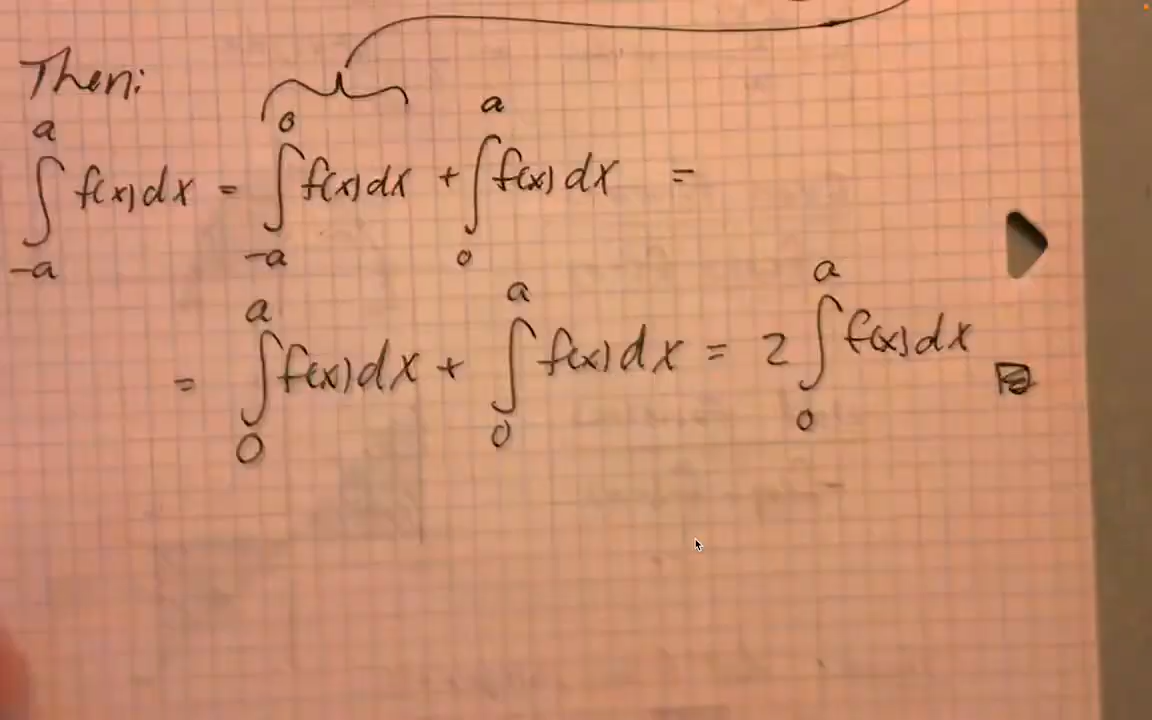 Then:
∫_{-a}^{a} f(x)dx = ∫_{-a}^{0} f(x)dx + ∫_{0}^{a} f(x)dx =
= ∫_{0}^{a} f(x)dx + ∫_{0}^{a} f(x)dx = 2 ∫_{0}^{a} f(x)dx